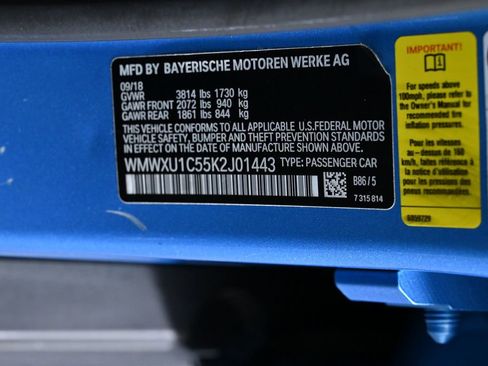 MFD BY BAYERISCHE MOTOREN WERKE AG
09/18
GVWR 3814 lbs 1730 kg
GAWR FRONT 2072 lbs 940 kg
GAWR REAR 1861 lbs 844 kg
THIS VEHICLE CONFORMS TO ALL APPLICABLE U.S.FEDERAL MOTOR
VEHICLE SAFETY, BUMPER AND THEFT PREVENTION STANDARDS
IN EFFECT ON THE DATE OF MANUFACTURE SHOWN ABOVE.
WMWXU1C55K2J01443 TYPE: PASSENGER CAR
B86 / 5
7 315 814
IMPORTANT!
For speeds above
100mph, please refer to
the Owner's Manual for
recommended tire
inflation pressures.
Pour les vitesses
au - dessus de 160
km/h, se référer à
la notice d'utilisation
pour les pressions des
pneus recommandées.
6859729